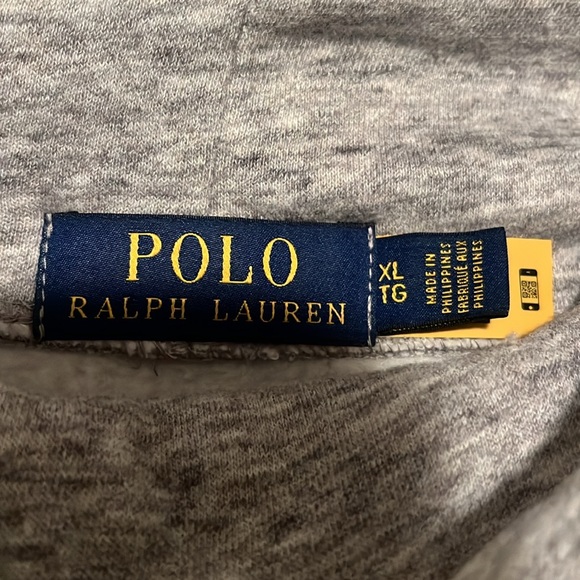 POLO
RALPH LAUREN
XL
TG
MADE IN
PHILIPPINES
FABRIQUÉ AUX
PHILIPPINES